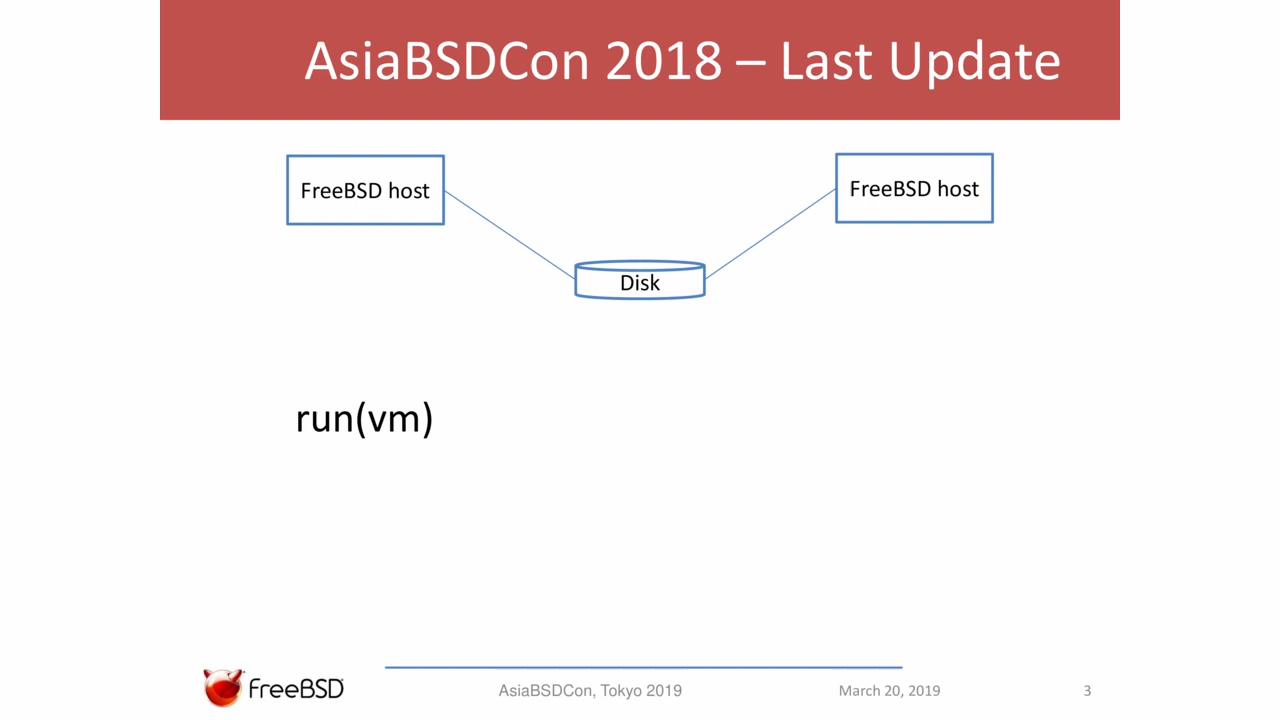 AsiaBSDCon 2018 – Last Update
FreeBSD host
FreeBSD host
Disk
run(vm)
FreeBSD
AsiaBSDCon, Tokyo 2019
March 20, 2019
3